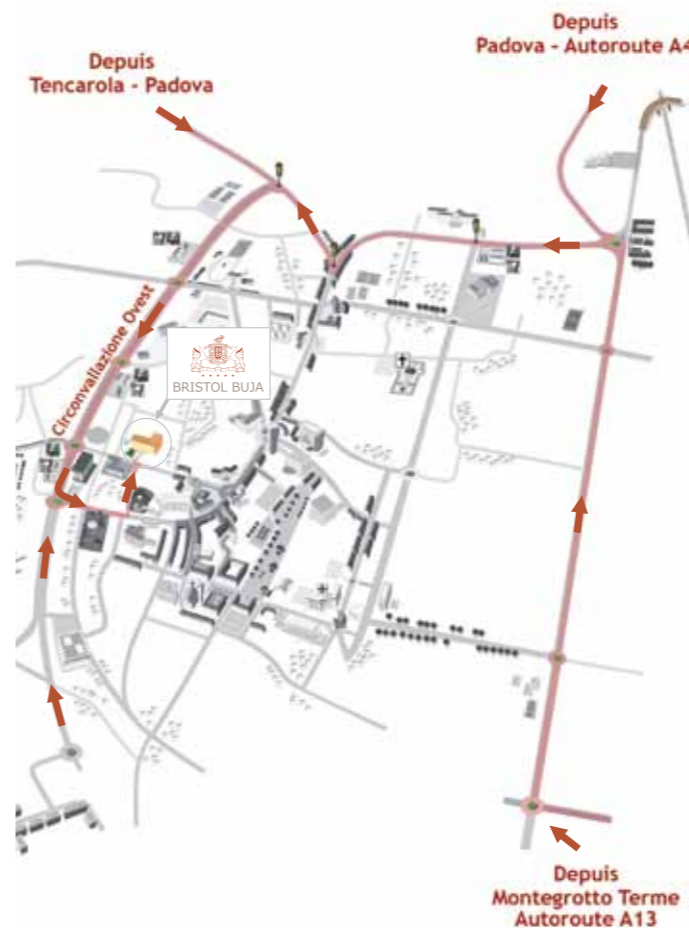 Depuis
Padova - Autoroute A4
Depuis
Tencarola - Padova
Circonvallazione Ovest
BRISTOL BUJA
Depuis
Montegrotto Terme
Autoroute A13